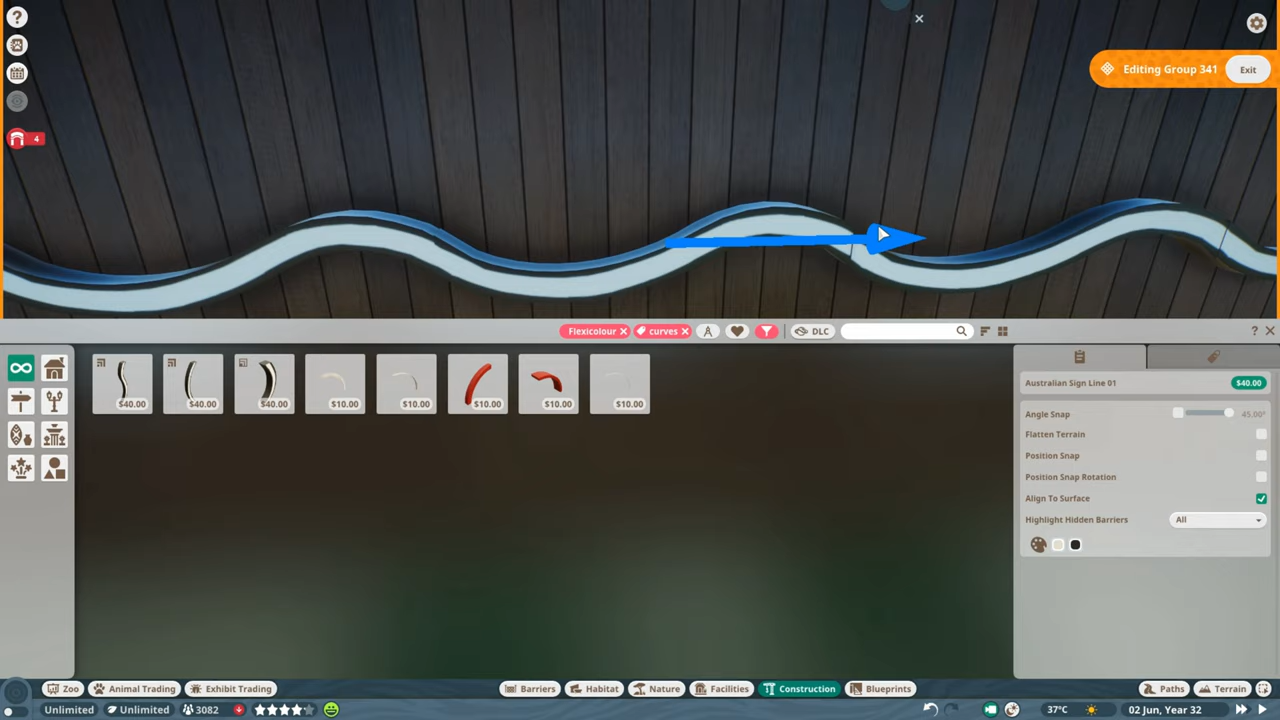 ?
Editing Group 341 Exit
4
Flexicolour curves DLC ?
Australian Sign Line 01 $40.00
$40.00 $40.00 $40.00 $10.00 $10.00 $10.00 $10.00 $10.00
Angle Snap 45.00°
Flatten Terrain
Position Snap
Position Snap Rotation
Align To Surface
Highlight Hidden Barriers All
Zoo Animal Trading Exhibit Trading Barriers Habitat Nature Facilities Construction Blueprints Paths Terrain
Unlimited Unlimited 3082 37°C 02 Jun, Year 32